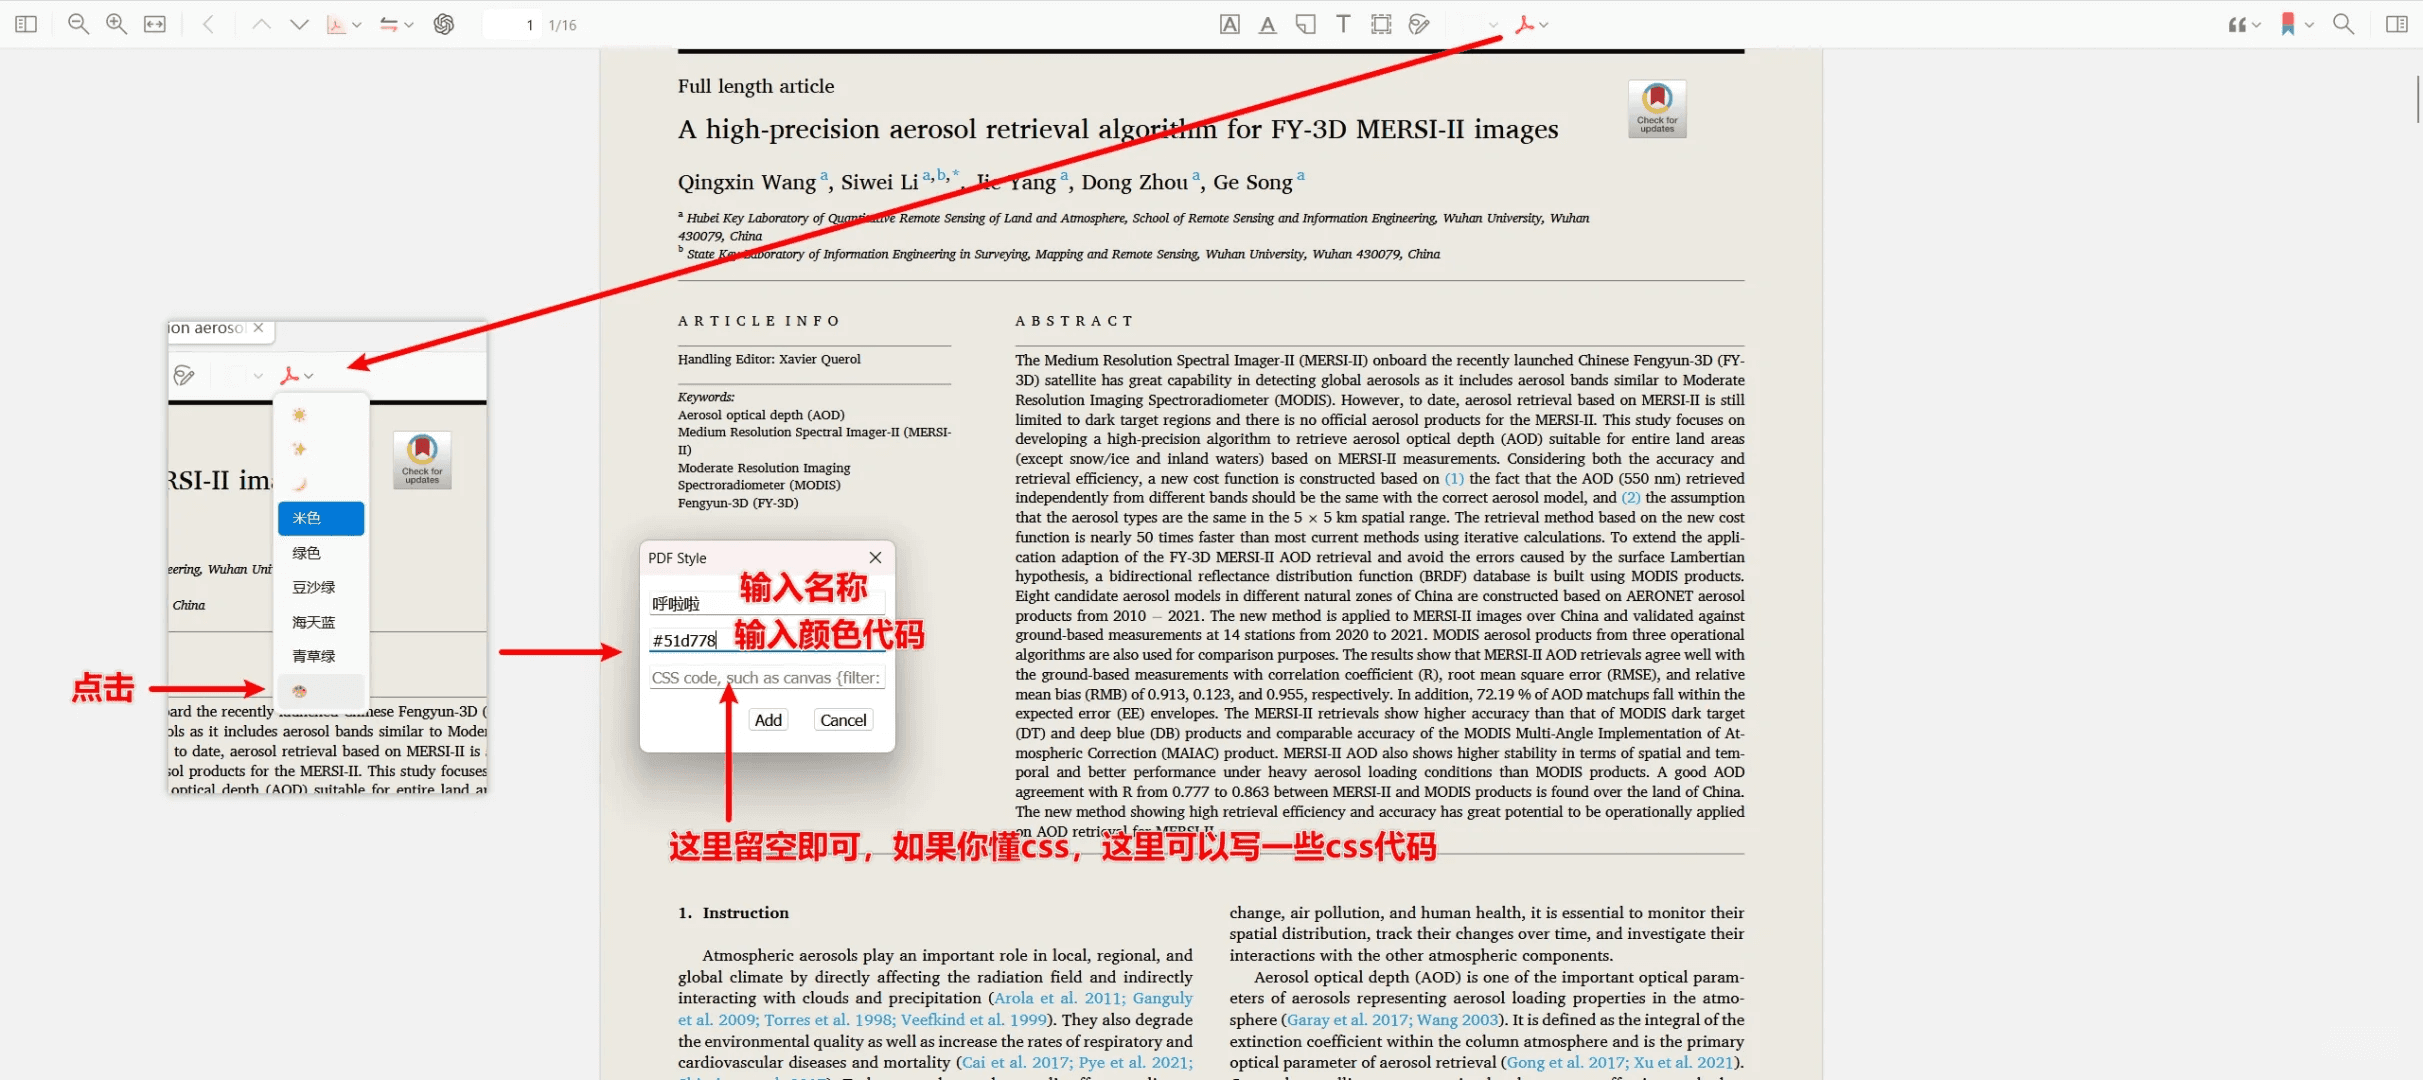 1 1/16
Full length article
A high-precision aerosol retrieval algorithm for FY-3D MERSI-II images
Check for
updates
Qingxin Wang a, Siwei Li a,b,*, Jie Yang a, Dong Zhou a, Ge Song a
a Hubei Key Laboratory of Quantitative Remote Sensing of Land and Atmosphere, School of Remote Sensing and Information Engineering, Wuhan University, Wuhan
430079, China
b State Key Laboratory of Information Engineering in Surveying, Mapping and Remote Sensing, Wuhan University, Wuhan 430079, China
ARTICLE INFO
Handling Editor: Xavier Querol
Keywords:
Aerosol optical depth (AOD)
Medium Resolution Spectral Imager-II (MERSI-
II)
Moderate Resolution Imaging
Spectroradiometer (MODIS)
Fengyun-3D (FY-3D)
ABSTRACT
The Medium Resolution Spectral Imager-II (MERSI-II) onboard the recently launched Chinese Fengyun-3D (FY-
3D) satellite has great capability in detecting global aerosols as it includes aerosol bands similar to Moderate
Resolution Imaging Spectroradiometer (MODIS). However, to date, aerosol retrieval based on MERSI-II is still
limited to dark target regions and there is no official aerosol products for the MERSI-II. This study focuses on
developing a high-precision algorithm to retrieve aerosol optical depth (AOD) suitable for entire land areas
(except snow/ice and inland waters) based on MERSI-II measurements. Considering both the accuracy and
retrieval efficiency, a new cost function is constructed based on (1) the fact that the AOD (550 nm) retrieved
independently from different bands should be the same with the correct aerosol model, and (2) the assumption
that the aerosol types are the same in the 5 × 5 km spatial range. The retrieval method based on the new cost
function is nearly 50 times faster than most current methods using iterative calculations. To extend the appli-
cation adaption of the FY-3D MERSI-II AOD retrieval and avoid the errors caused by the surface Lambertian
hypothesis, a bidirectional reflectance distribution function (BRDF) database is built using MODIS products.
Eight candidate aerosol models in different natural zones of China are constructed based on AERONET aerosol
products from 2010 – 2021. The new method is applied to MERSI-II images over China and validated against
ground-based measurements at 14 stations from 2020 to 2021. MODIS aerosol products from three operational
algorithms are also used for comparison purposes. The results show that MERSI-II AOD retrievals agree well with
the ground-based measurements with correlation coefficient (R), root mean square error (RMSE), and relative
mean bias (RMB) of 0.913, 0.123, and 0.955, respectively. In addition, 72.19 % of AOD matchups fall within the
expected error (EE) envelopes. The MERSI-II retrievals show higher accuracy than that of MODIS dark target
(DT) and deep blue (DB) products and comparable accuracy of the MODIS Multi-Angle Implementation of At-
mospheric Correction (MAIAC) product. MERSI-II AOD also shows higher stability in terms of spatial and tem-
poral and better performance under heavy aerosol loading conditions than MODIS products. A good AOD
agreement with R from 0.777 to 0.863 between MERSI-II and MODIS products is found over the land of China.
The new method showing high retrieval efficiency and accuracy has great potential to be operationally applied
on AOD retrieval for MERSI-II.
ion aerosol
RSI-II ima
Check for
updates
eering, Wuhan Uni
China
米色
绿色
豆沙绿
海天蓝
青草绿
点击
ard the recently launched Chinese Fengyun-3D (
ols as it includes aerosol bands similar to Moder
to date, aerosol retrieval based on MERSI-II is
sol products for the MERSI-II. This study focuses
optical depth (AOD) suitable for entire land ar
PDF Style
呼啦啦
输入名称
#51d778
输入颜色代码
CSS code, such as canvas {filter:
Add Cancel
这里留空即可，如果你懂css，这里可以写一些css代码
1. Instruction
Atmospheric aerosols play an important role in local, regional, and
global climate by directly affecting the radiation field and indirectly
interacting with clouds and precipitation (Arola et al. 2011; Ganguly
et al. 2009; Torres et al. 1998; Veefkind et al. 1999). They also degrade
the environmental quality as well as increase the rates of respiratory and
cardiovascular diseases and mortality (Cai et al. 2017; Pye et al. 2021;
change, air pollution, and human health, it is essential to monitor their
spatial distribution, track their changes over time, and investigate their
interactions with the other atmospheric components.
Aerosol optical depth (AOD) is one of the important optical param-
eters of aerosols representing aerosol loading properties in the atmo-
sphere (Garay et al. 2017; Wang 2003). It is defined as the integral of the
extinction coefficient within the column atmosphere and is the primary
optical parameter of aerosol retrieval (Gong et al. 2017; Xu et al. 2021).